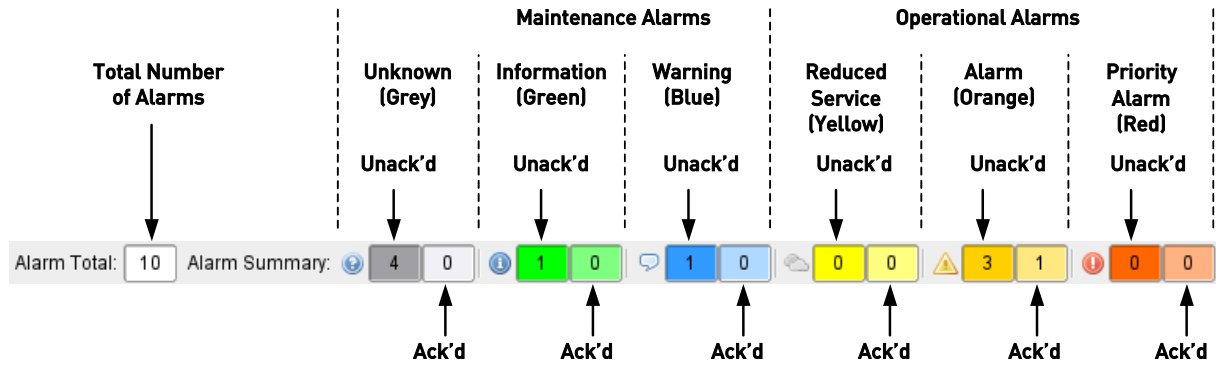 Maintenance Alarms Operational Alarms
Total Number Unknown Information Warning Reduced Alarm Priority
of Alarms (Grey) (Green) (Blue) Service (Orange) Alarm
(Yellow) (Red)
Unack'd Unack'd Unack'd Unack'd Unack'd Unack'd
Alarm Total: 10 Alarm Summary: 4 0 1 0 1 0 0 0 3 1 0 0
Ack'd Ack'd Ack'd Ack'd Ack'd Ack'd